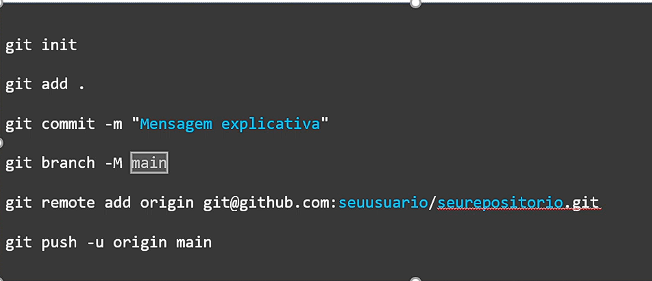 git init
git add .
git commit -m "Mensagem explicativa"
git branch -M main
git remote add origin git@github.com:seuusuario/seurepositorio.git
git push -u origin main